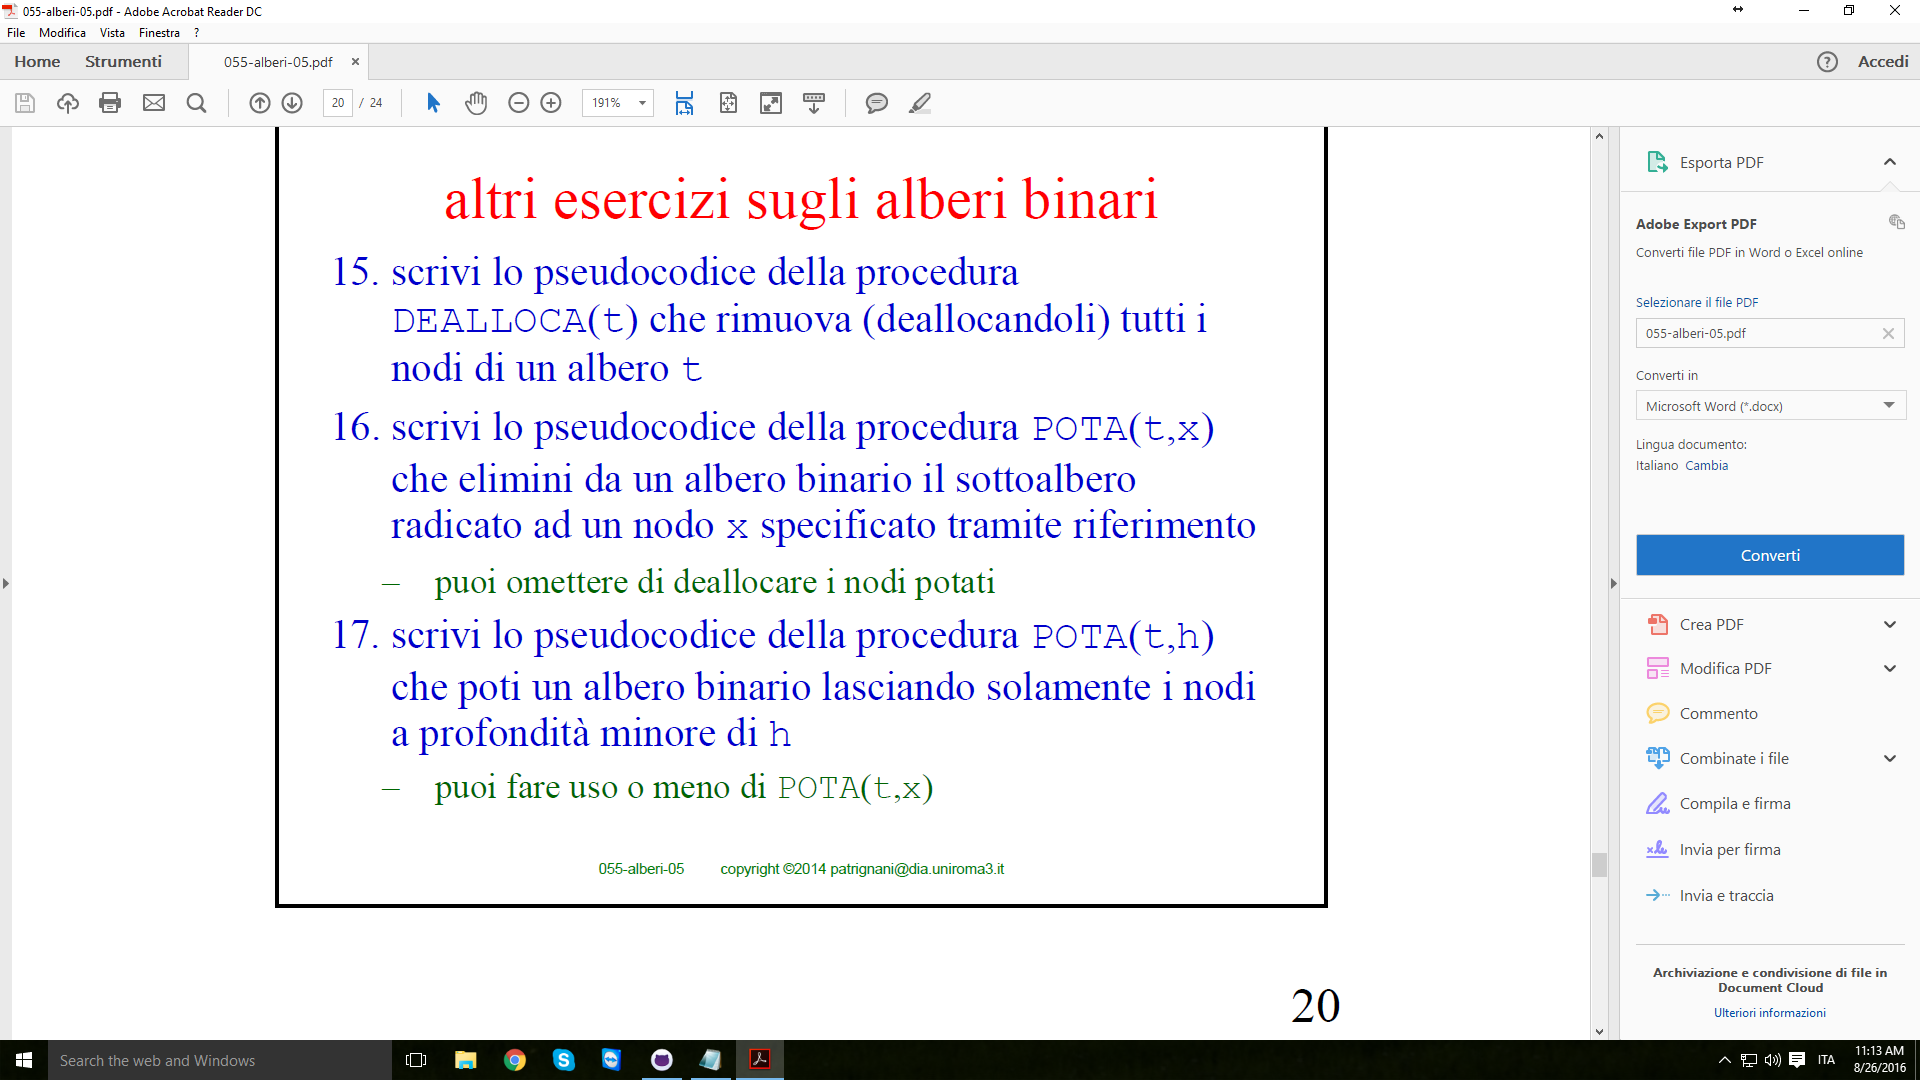 055-alberi-05.pdf - Adobe Acrobat Reader DC
File Modifica Vista Finestra ?
Home Strumenti 055-alberi-05.pdf × ? Accedi
20 / 24 191%
altri esercizi sugli alberi binari
15. scrivi lo pseudocodice della procedura
DEALLOCA(t) che rimuova (deallocandoli) tutti i
nodi di un albero t
16. scrivi lo pseudocodice della procedura POTA(t,x)
che elimini da un albero binario il sottoalbero
radicato ad un nodo x specificato tramite riferimento
– puoi omettere di deallocare i nodi potati
17. scrivi lo pseudocodice della procedura POTA(t,h)
che poti un albero binario lasciando solamente i nodi
a profondità minore di h
– puoi fare uso o meno di POTA(t,x)
055-alberi-05 copyright ©2014 patrignani@dia.uniroma3.it
20
Esporta PDF
Adobe Export PDF
Converti file PDF in Word o Excel online
Selezionare il file PDF
055-alberi-05.pdf
Converti in
Microsoft Word (*.docx)
Lingua documento:
Italiano Cambia
Converti
Crea PDF
Modifica PDF
Commento
Combinate i file
Compila e firma
Invia per firma
Invia e traccia
Archiviazione e condivisione di file in
Document Cloud
Ulteriori informazioni
Search the web and Windows
ITA
11:13 AM
8/26/2016